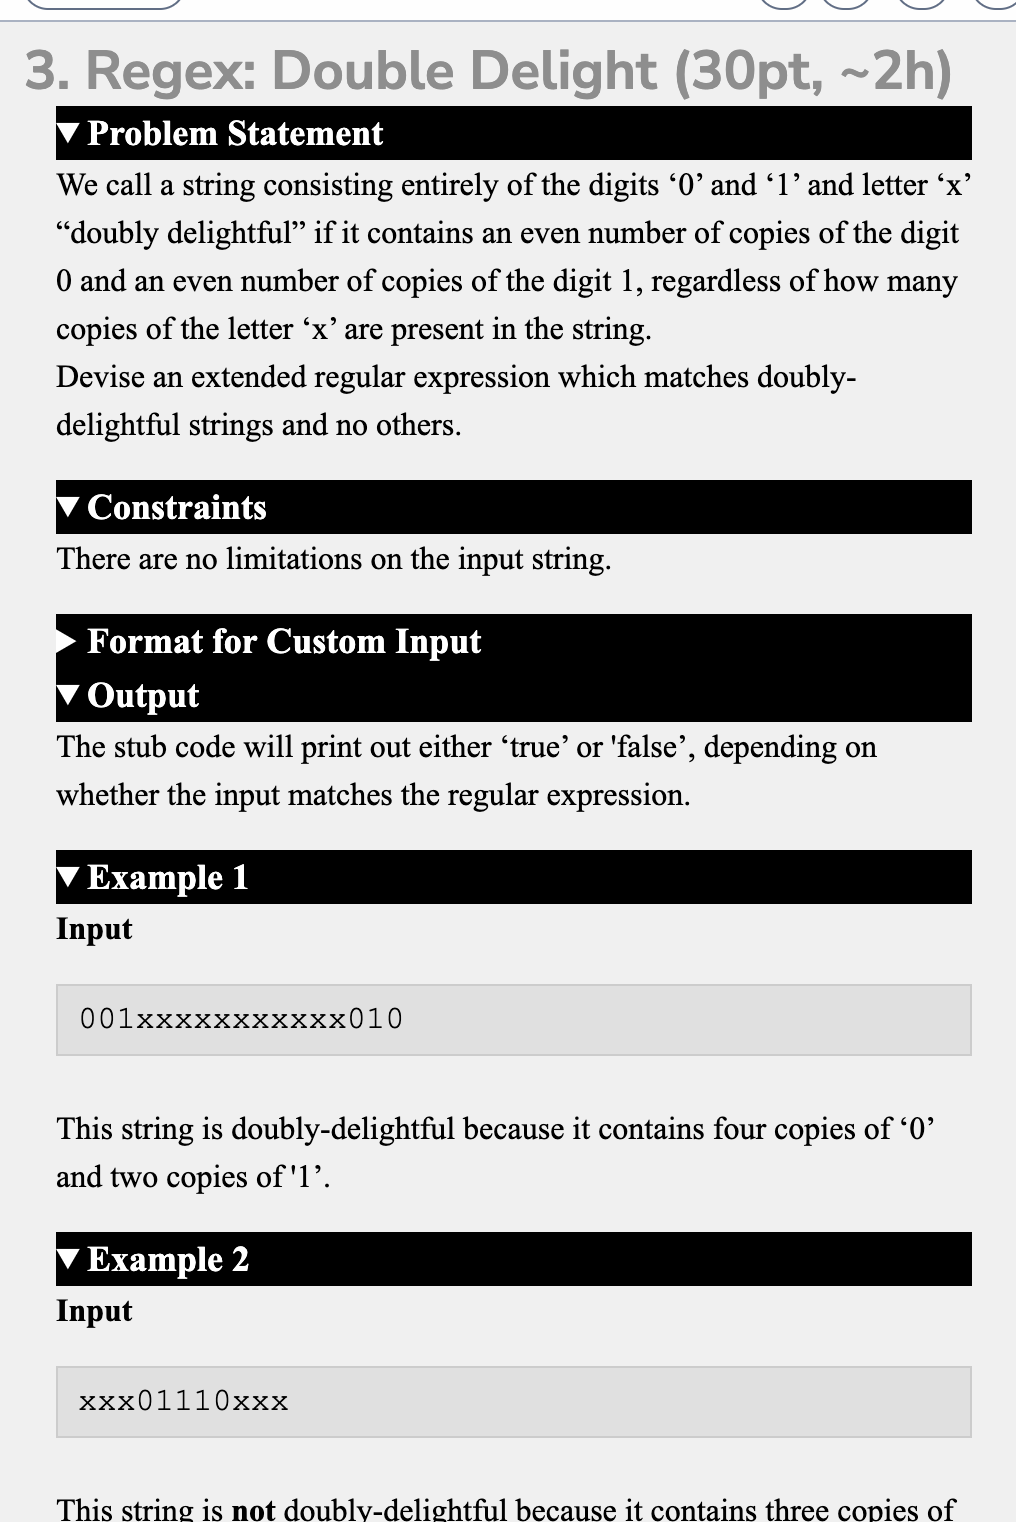 3. Regex: Double Delight (30pt, ~2h)
▼ Problem Statement
We call a string consisting entirely of the digits ‘0’ and ‘1’ and letter ‘x’
“doubly delightful” if it contains an even number of copies of the digit
0 and an even number of copies of the digit 1, regardless of how many
copies of the letter ‘x’ are present in the string.
Devise an extended regular expression which matches doubly-
delightful strings and no others.
▼ Constraints
There are no limitations on the input string.
▶ Format for Custom Input
▼ Output
The stub code will print out either ‘true’ or 'false’, depending on
whether the input matches the regular expression.
▼ Example 1
Input
001xxxxxxxxxxx010
This string is doubly-delightful because it contains four copies of ‘0’
and two copies of '1’.
▼ Example 2
Input
xxx01110xxx
This string is not doubly-delightful because it contains three copies of